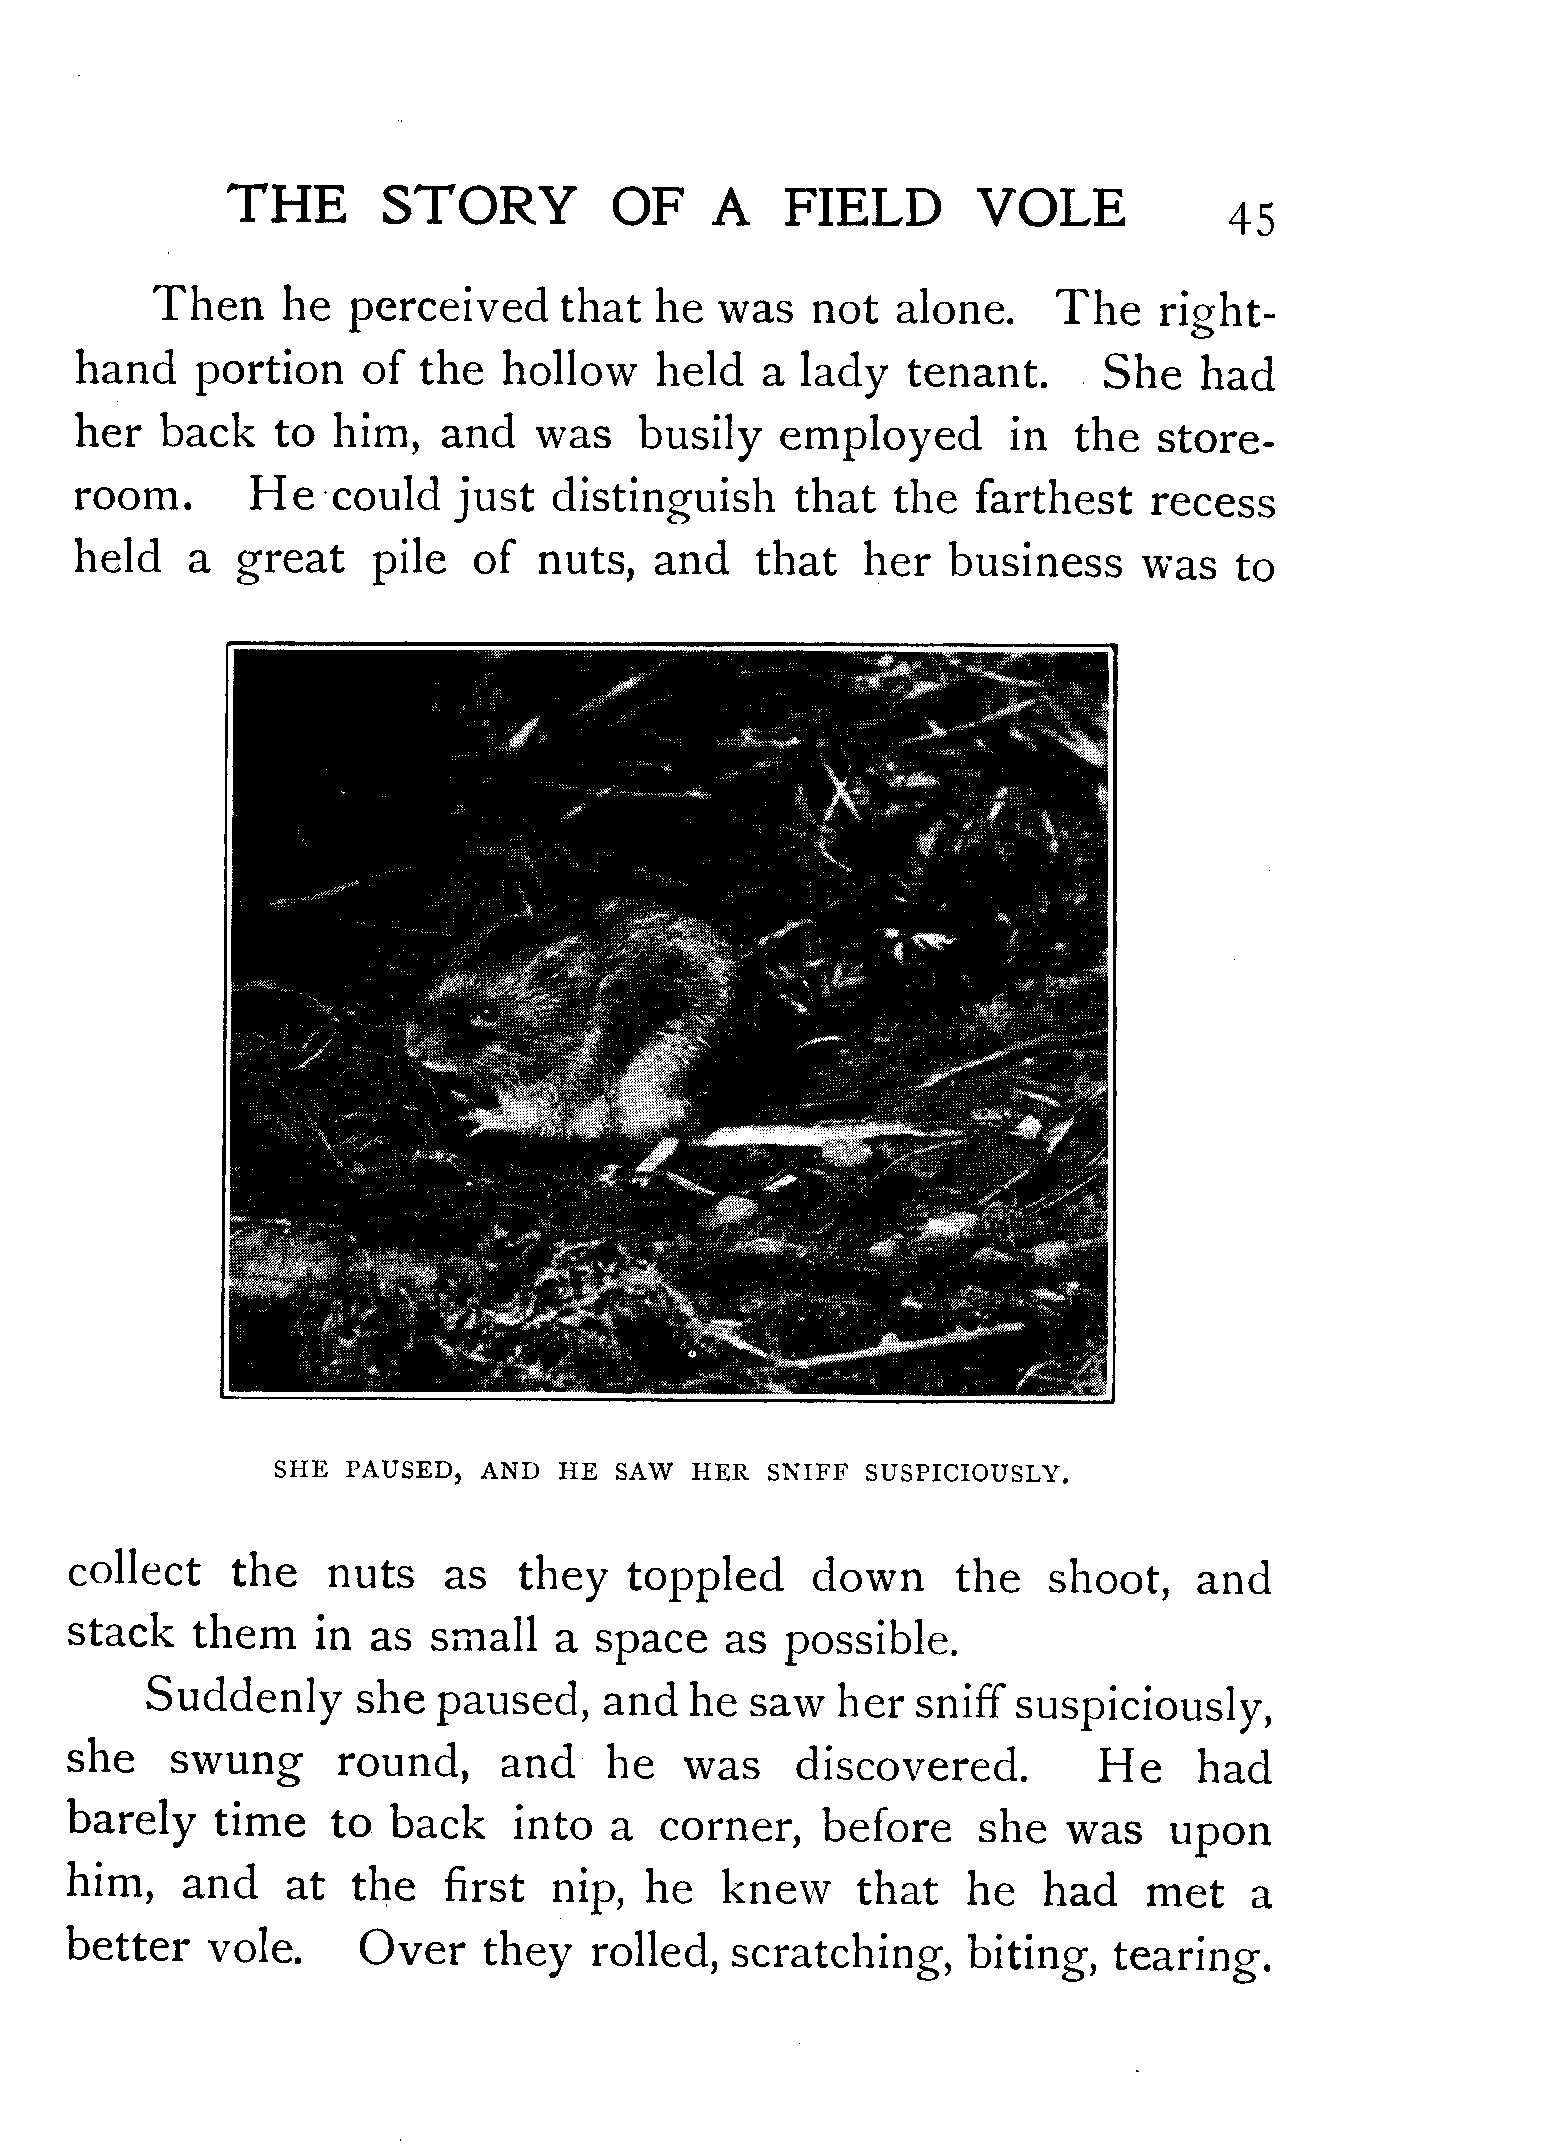 THE STORY OF A FIELD VOLE 45
Then he perceived that he was not alone. The right-
hand portion of the hollow held a lady tenant. She had
her back to him, and was busily employed in the store-
room. He could just distinguish that the farthest recess
held a great pile of nuts, and that her business was to
SHE PAUSED, AND HE SAW HER SNIFF SUSPICIOUSLY.
collect the nuts as they toppled down the shoot, and
stack them in as small a space as possible.
Suddenly she paused, and he saw her sniff suspiciously,
she swung round, and he was discovered. He had
barely time to back into a corner, before she was upon
him, and at the first nip, he knew that he had met a
better vole. Over they rolled, scratching, biting, tearing.